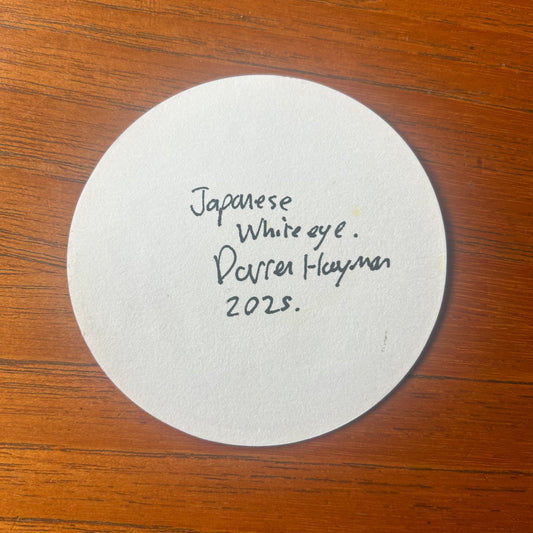 Japanese
White eye.
Darren Hayman
2025.